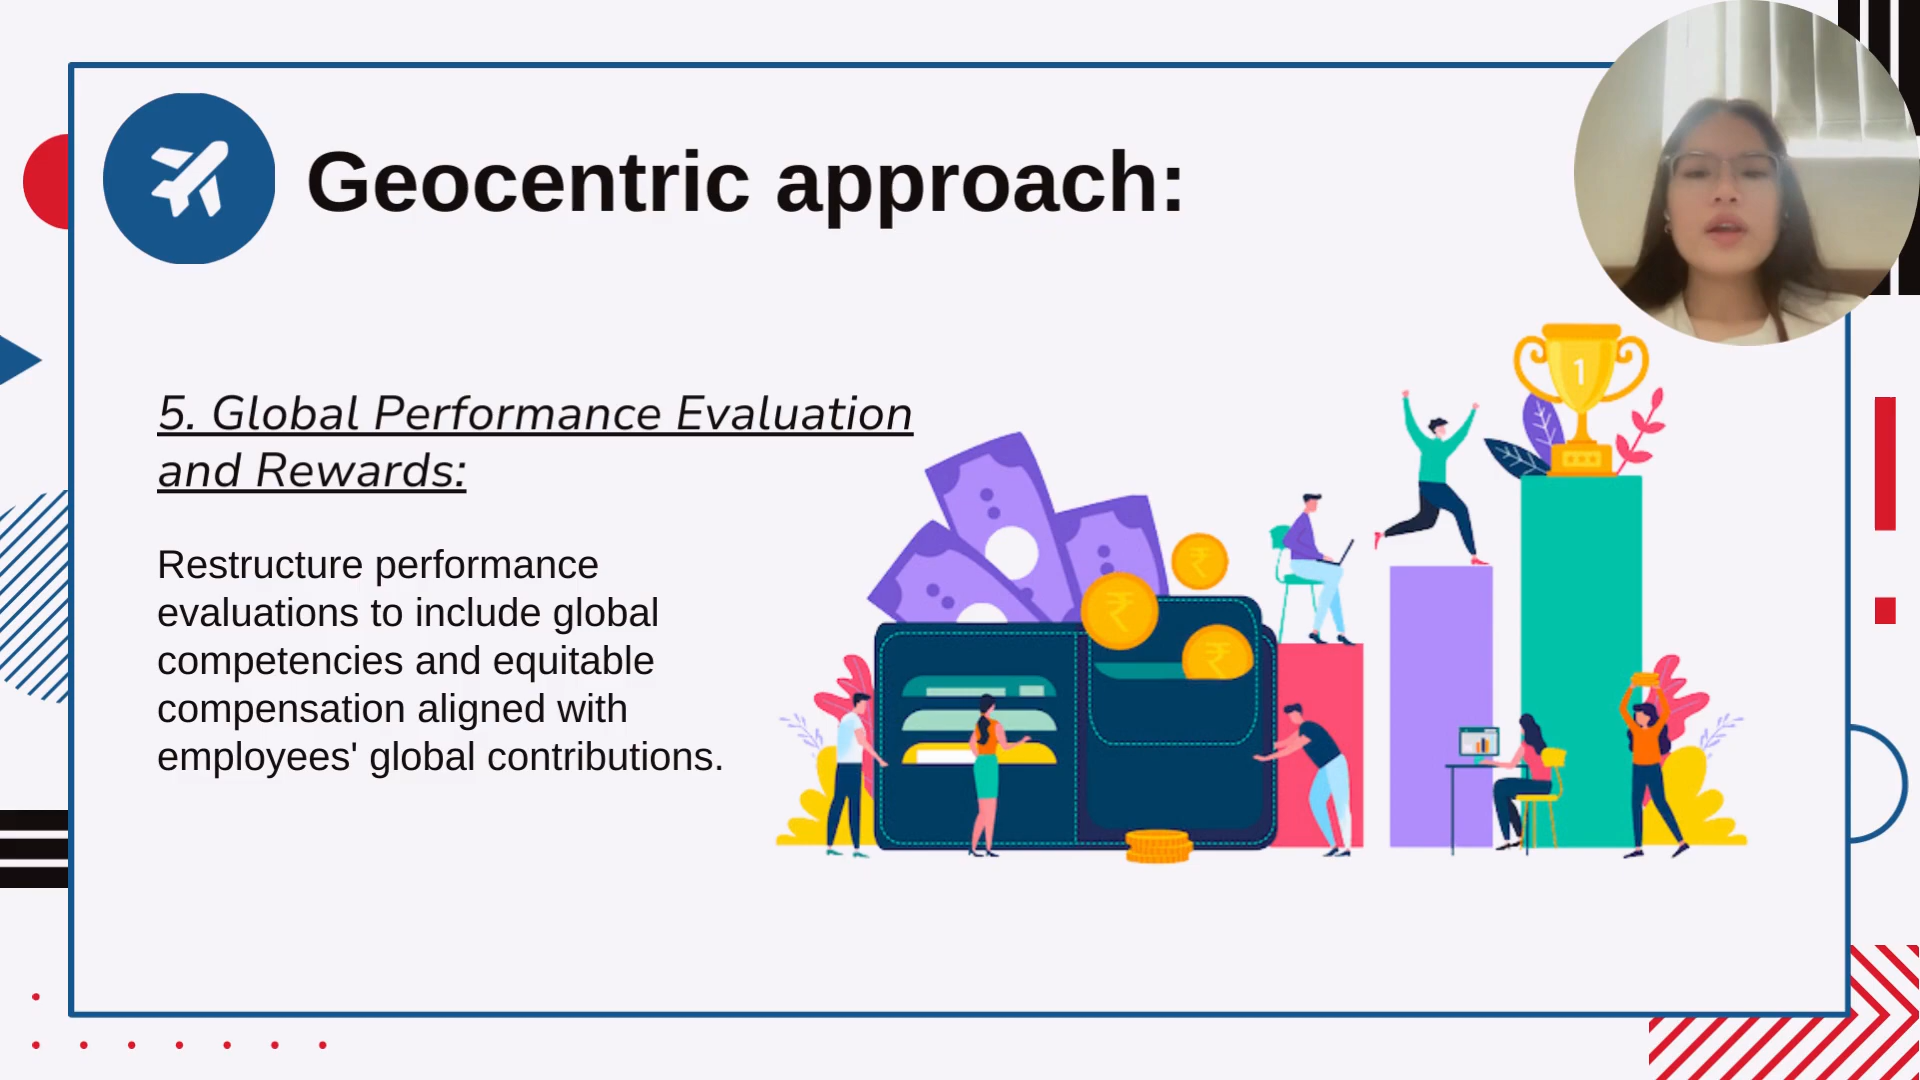 Geocentric approach:
5. Global Performance Evaluation
and Rewards:
Restructure performance
evaluations to include global
competencies and equitable
compensation aligned with
employees' global contributions.
1
₹
₹
₹